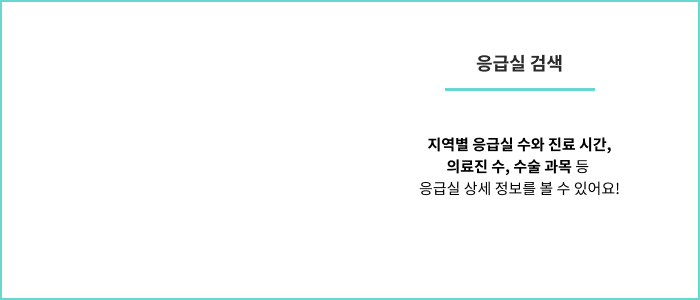 응급실 검색
지역별 응급실 수와 진료 시간,
의료진 수, 수술 과목 등
응급실 상세 정보를 볼 수 있어요!